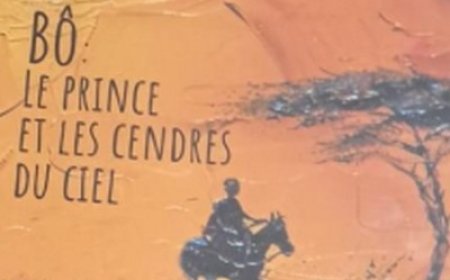 BÔ:
LE PRINCE
ET LES CENDRES
DU CIEL